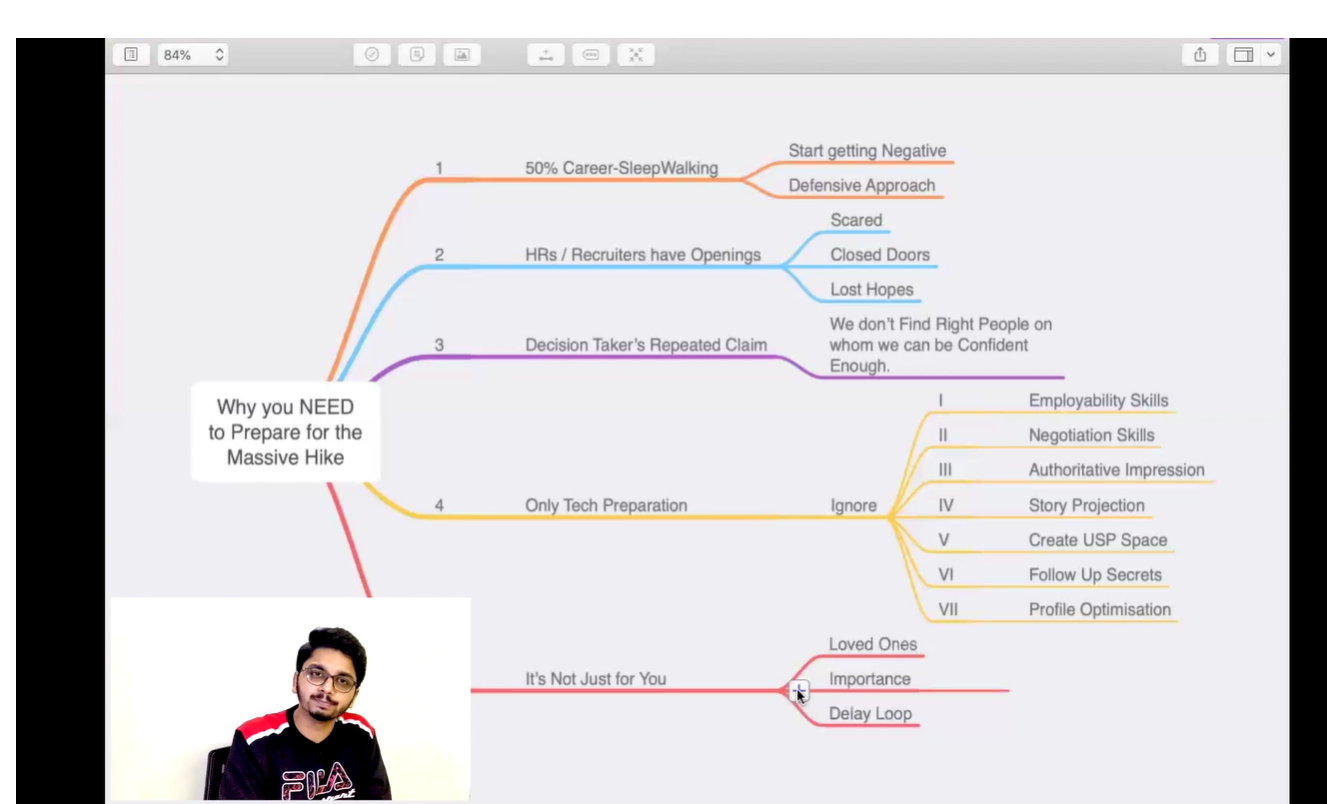 84%
1
50% Career-SleepWalking
Start getting Negative
Defensive Approach
2
HRs / Recruiters have Openings
Scared
Closed Doors
Lost Hopes
3
Decision Taker's Repeated Claim
We don't Find Right People on
whom we can be Confident
Enough.
Why you NEED
to Prepare for the
Massive Hike
4
Only Tech Preparation
Ignore
I
Employability Skills
II
Negotiation Skills
III
Authoritative Impression
IV
Story Projection
V
Create USP Space
VI
Follow Up Secrets
VII
Profile Optimisation
It's Not Just for You
Loved Ones
Importance
Delay Loop
FILA